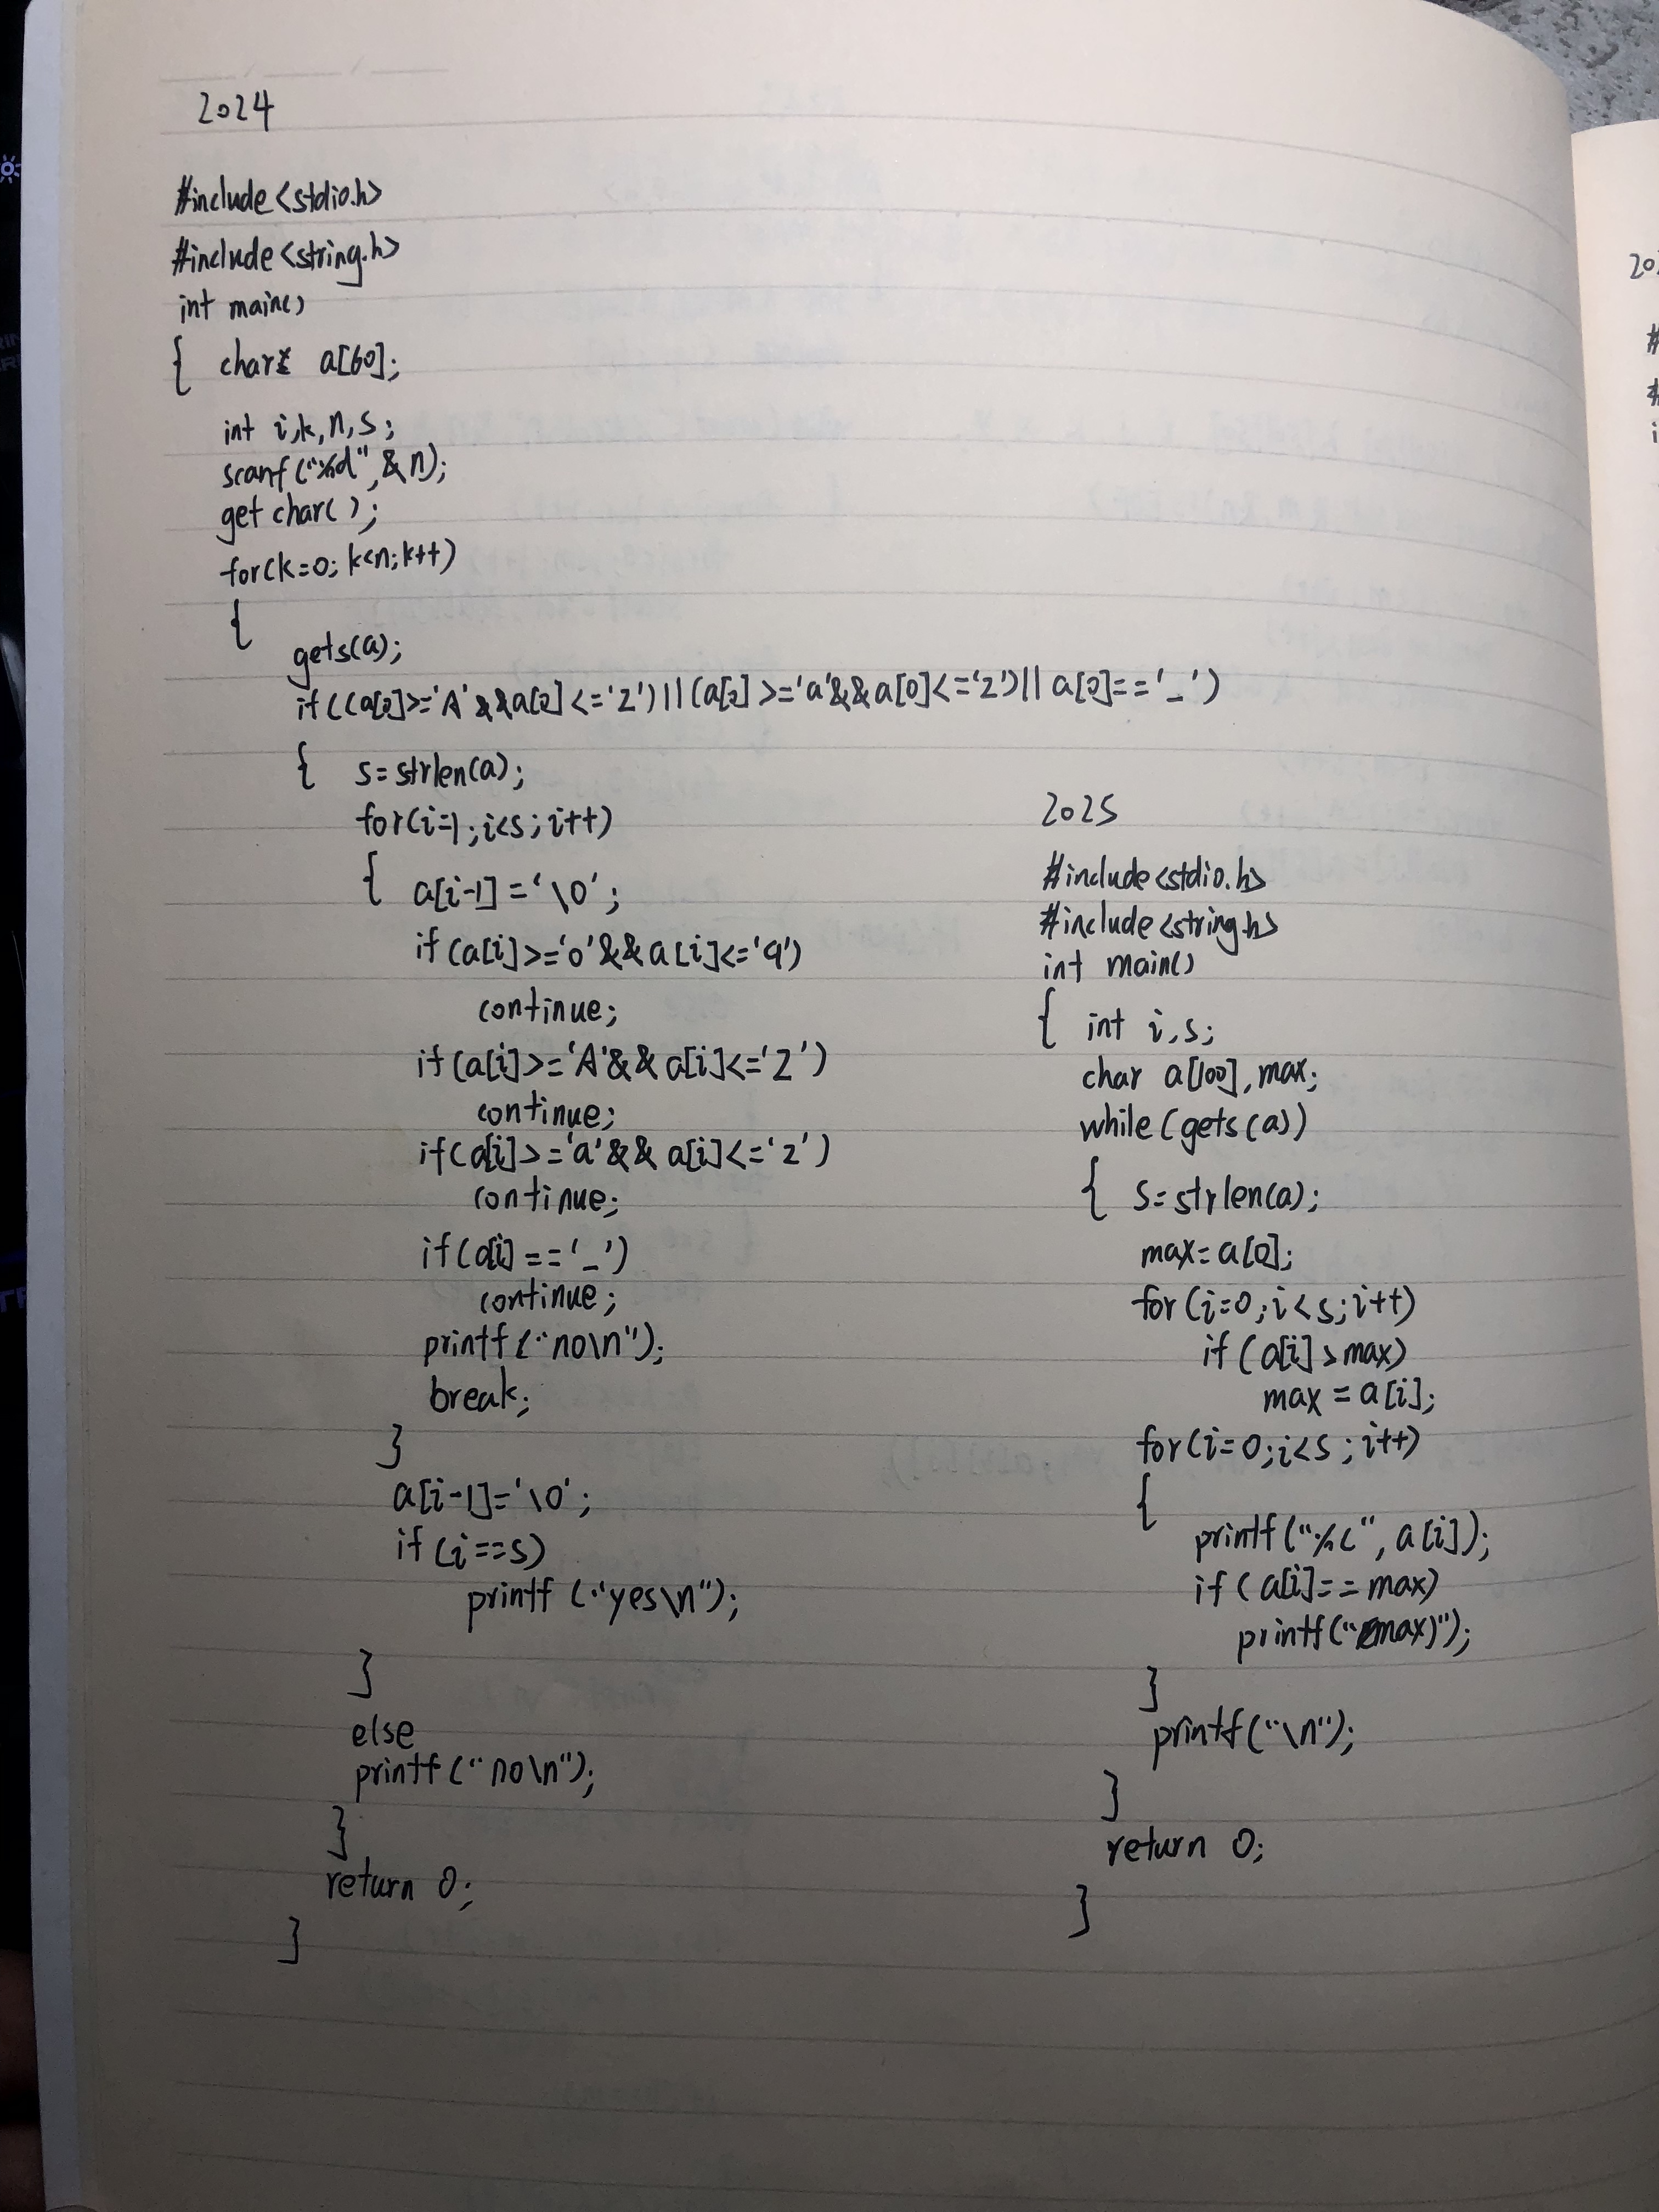 2024
#include<stdio.h>
#include<string.h>
int main()
{ char a[60];
int i,k,n,s;
scanf("%d",&n);
getchar();
for(k=0;k<n;k++)
{
gets(a);
if((a[0]>='A'&&a[0]<='Z')||(a[0]>='a'&&a[0]<='z')||a[0]=='_')
{ s=strlen(a);
for(i=1;i<s;i++)
{ a[i-1]='\0';
if(a[i]>='0'&&a[i]<='9')
continue;
if(a[i]>='A'&&a[i]<='Z')
continue;
if(a[i]>='a'&&a[i]<='z')
continue;
if(a[i]=='_')
continue;
printf("no\n");
break;
}
a[i-1]='\0';
if(i==s)
printf("yes\n");
}
else
printf("no\n");
}
return 0;
}
2025
#include<stdio.h>
#include<string.h>
int main()
{ int i,s;
char a[100],max;
while(gets(a))
{ s=strlen(a);
max=a[0];
for(i=0;i<s;i++)
if(a[i]>max)
max=a[i];
for(i=0;i<s;i++)
{
printf("%c",a[i]);
if(a[i]==max)
printf("(max)");
}
printf("\n");
}
return 0;
}
20
#
#
i